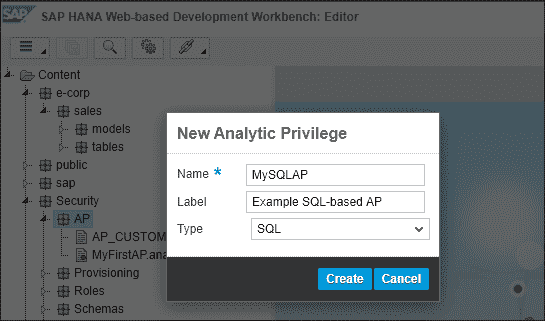 SAP
SAP HANA Web-based Development Workbench: Editor
Content
e-corp
sales
models
tables
public
sap
Security
AP
AP_CUSTOM
MyFirstAP.ana
Provisioning
Roles
Schemas
New Analytic Privilege
Name * MySQLAP
Label Example SQL-based AP
Type SQL
Create Cancel